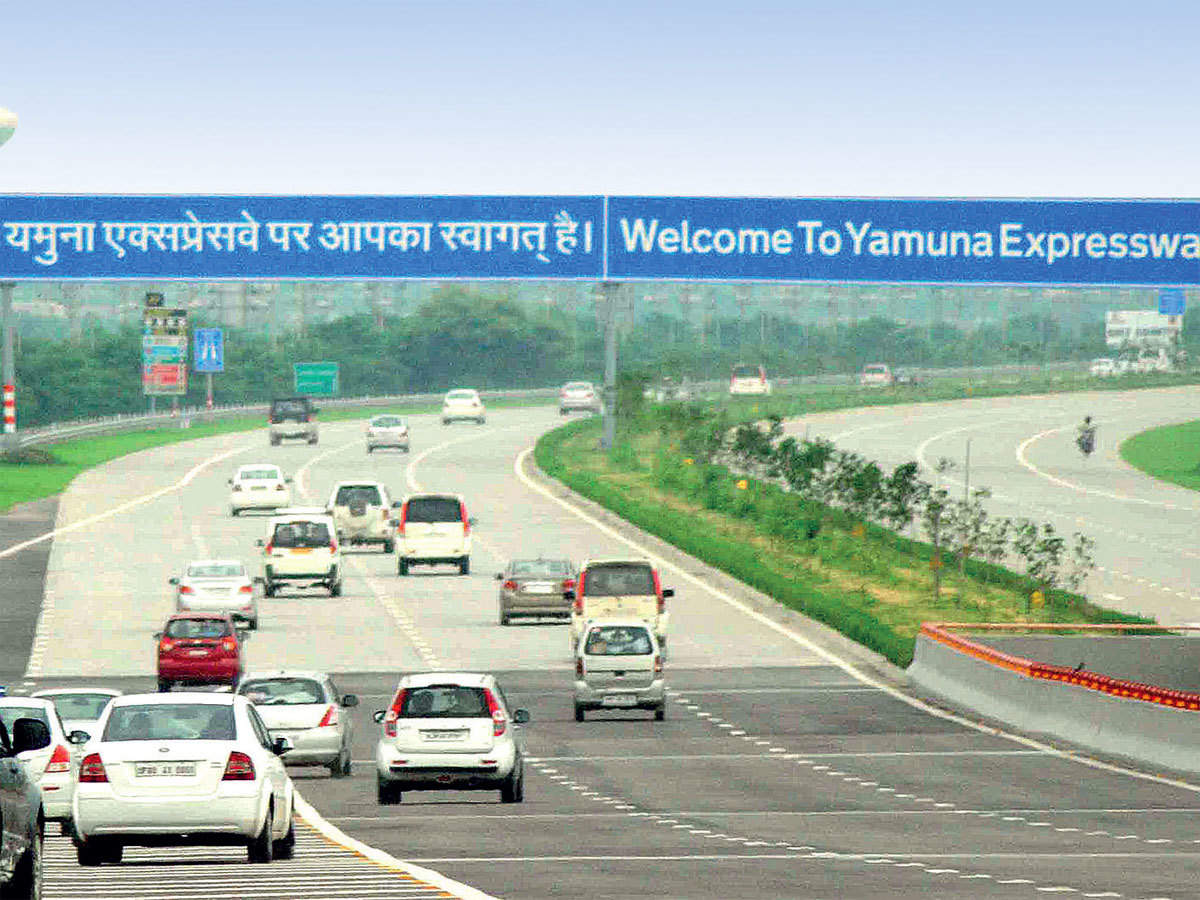 यमुना एक्सप्रेसवे पर आपका स्वागत् है।
Welcome To Yamuna Expresswa